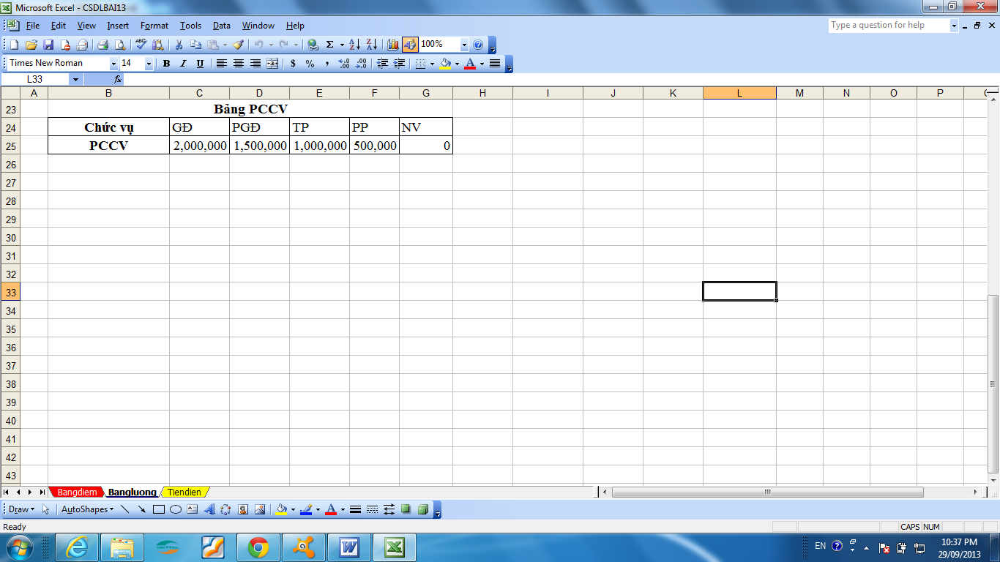 Microsoft Excel - CSDLBAI13
File Edit View Insert Format Tools Data Window Help
Type a question for help
100%
Times New Roman 14 B I U $ % ,
L33 fx
A B C D E F G H I J K L M N O P
23 Bảng PCCV
24 Chức vụ GĐ PGĐ TP PP NV
25 PCCV 2,000,000 1,500,000 1,000,000 500,000 0
26
27
28
29
30
31
32
33
34
35
36
37
38
39
40
41
42
43
Bangdiem Bangluong Tiendien
Draw AutoShapes
Ready CAPS NUM
EN 10:37 PM
29/09/2013